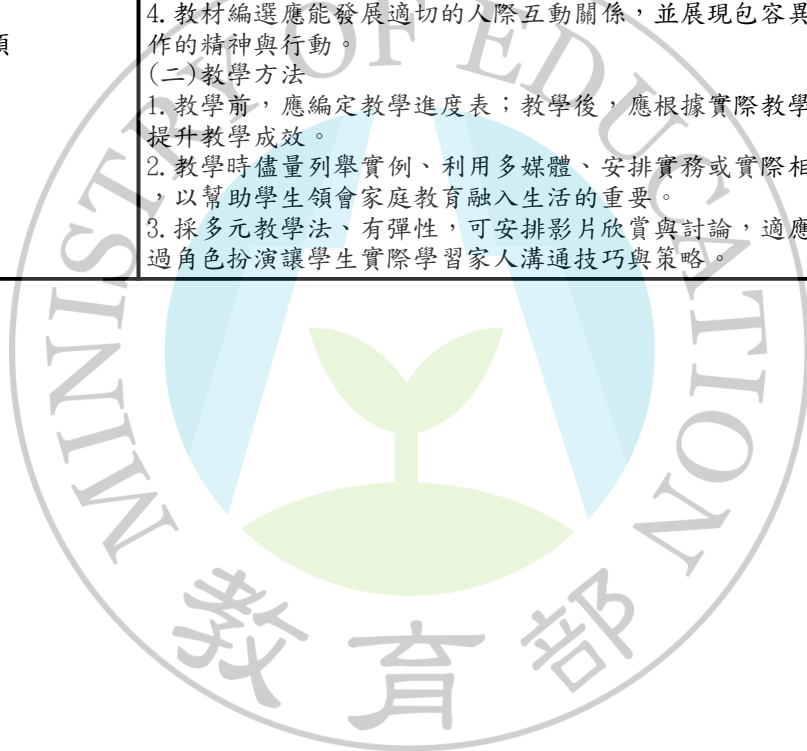 4.教材編選應能發展適切的人際互動關係，並展現包容異
作的精神與行動。
(二)教學方法
1.教學前，應編定教學進度表；教學後，應根據實際教學
提升教學成效。
2.教學時儘量列舉實例、利用多媒體、安排實務或實際相
，以幫助學生領會家庭教育融入生活的重要。
3.採多元教學法、有彈性，可安排影片欣賞與討論，適應
過角色扮演讓學生實際學習家人溝通技巧與策略。
MINISTRY OF EDUCATION
教育部